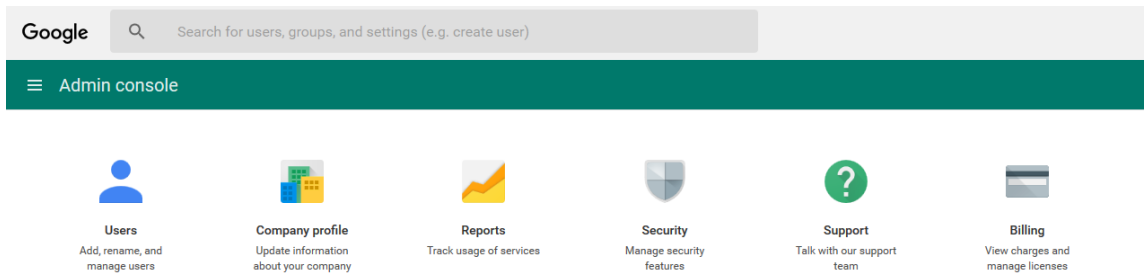 Google
Search for users, groups, and settings (e.g. create user)
Admin console
Users
Add, rename, and
manage users
Company profile
Update information
about your company
Reports
Track usage of services
Security
Manage security
features
Support
Talk with our support
team
Billing
View charges and
manage licenses